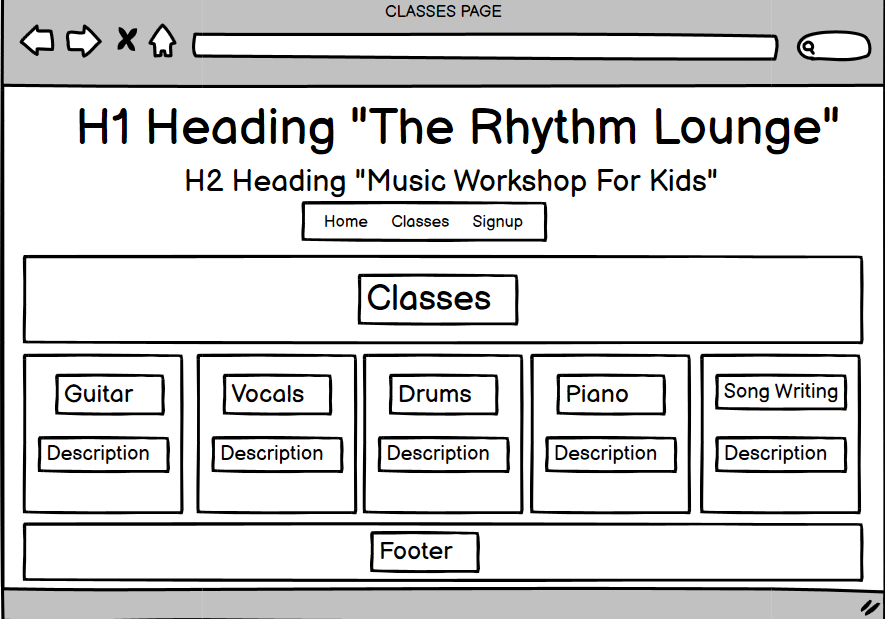 CLASSES PAGE
H1 Heading "The Rhythm Lounge"
H2 Heading "Music Workshop For Kids"
Home Classes Signup
Classes
Guitar Vocals Drums Piano Song Writing
Description Description Description Description Description
Footer